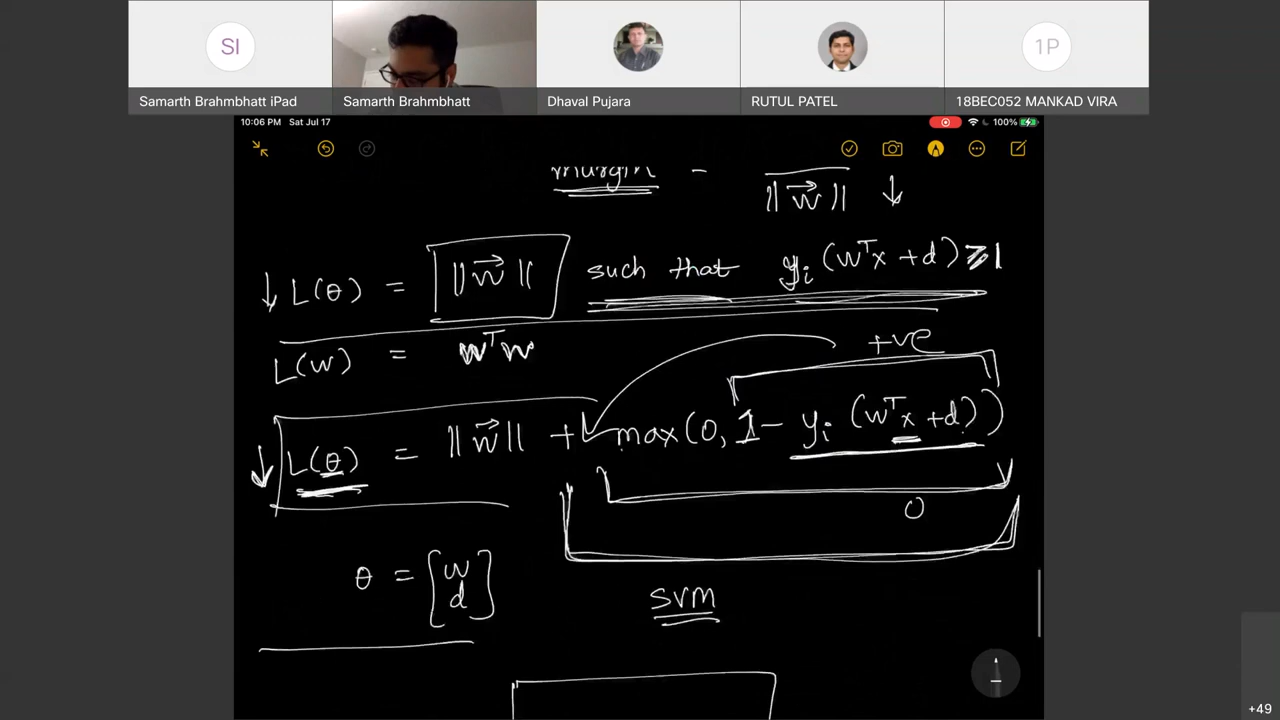 SI
1P
Samarth Brahmbhatt iPad
Samarth Brahmbhatt
Dhaval Pujara
RUTUL PATEL
18BEC052 MANKAD VIRA
10:06 PM Sat Jul 17
100%
margin -
||w⃗|| ↓
↓ L(θ) = ||w⃗|| such that yᵢ (wᵀx + d) ≥ 1
L(w) = wᵀw
+ve
↓ L(θ) = ||w⃗|| + max(0, 1 - yᵢ (wᵀx + d))
0
θ = [w
d]
svm
+49